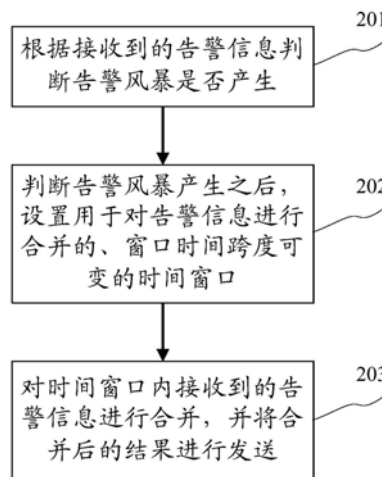 201
根据接收到的告警信息判
断告警风暴是否产生
202
判断告警风暴产生之后,
设置用于对告警信息进行
合并的、窗口时间跨度可
变的时间窗口
203
对时间窗口内接收到的告
警信息进行合并,并将合
并后的结果进行发送